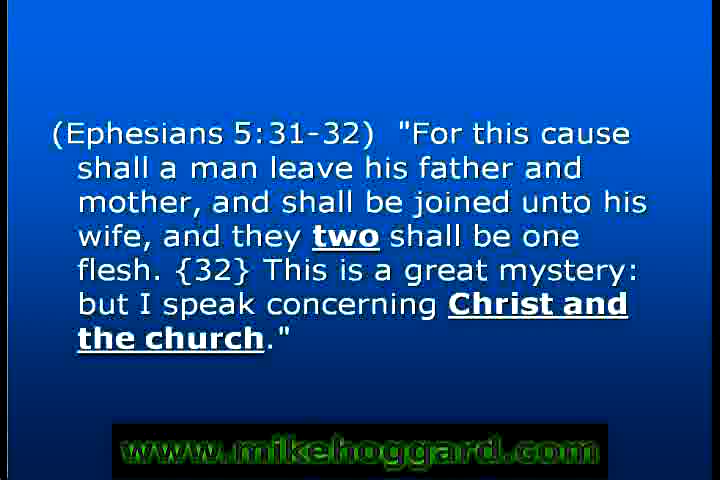 (Ephesians 5:31-32)  "For this cause
shall a man leave his father and
mother, and shall be joined unto his
wife, and they two shall be one
flesh. {32} This is a great mystery:
but I speak concerning Christ and
the church."
www.mikehoggard.com